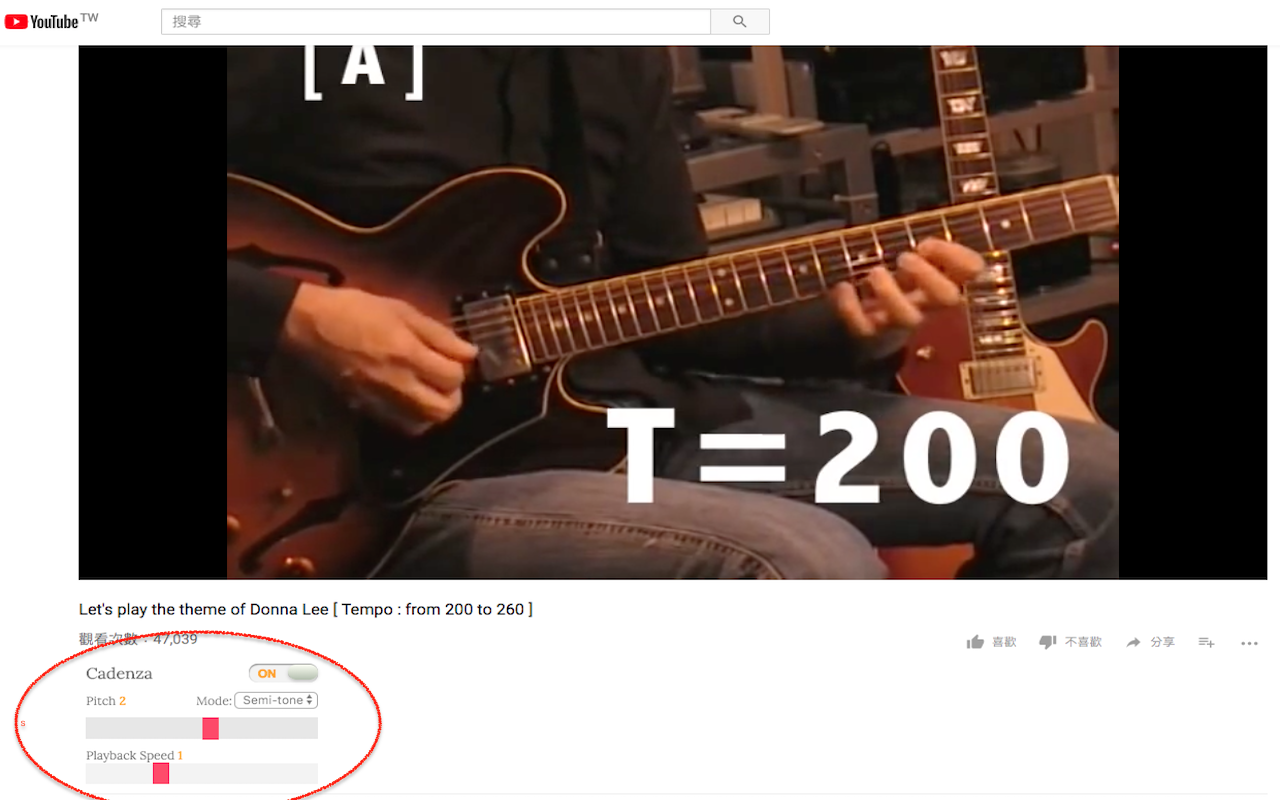 YouTube TW
搜尋
[ A ]
T=200
Let's play the theme of Donna Lee [ Tempo : from 200 to 260 ]
觀看次數：47,039
喜歡
不喜歡
分享
Cadenza
ON
Pitch 2
Mode: Semi-tone
s
Playback Speed 1